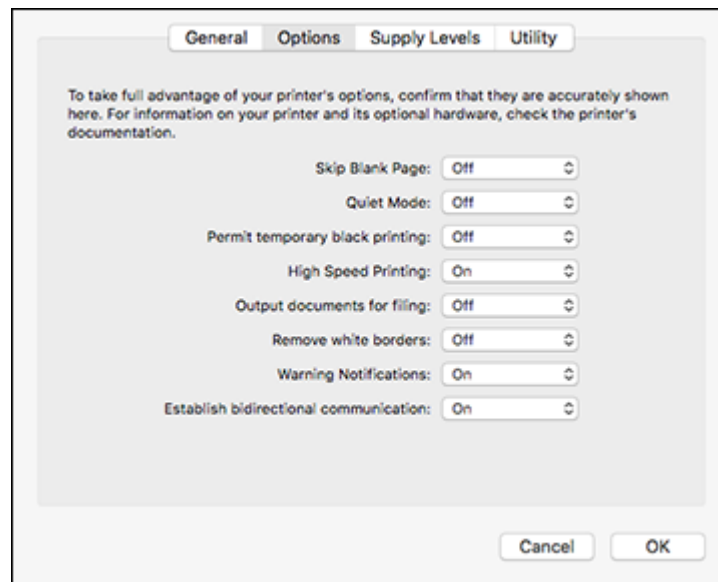 General Options Supply Levels Utility
To take full advantage of your printer's options, confirm that they are accurately shown
here. For information on your printer and its optional hardware, check the printer's
documentation.
Skip Blank Page: Off
Quiet Mode: Off
Permit temporary black printing: Off
High Speed Printing: On
Output documents for filing: Off
Remove white borders: Off
Warning Notifications: On
Establish bidirectional communication: On
Cancel OK